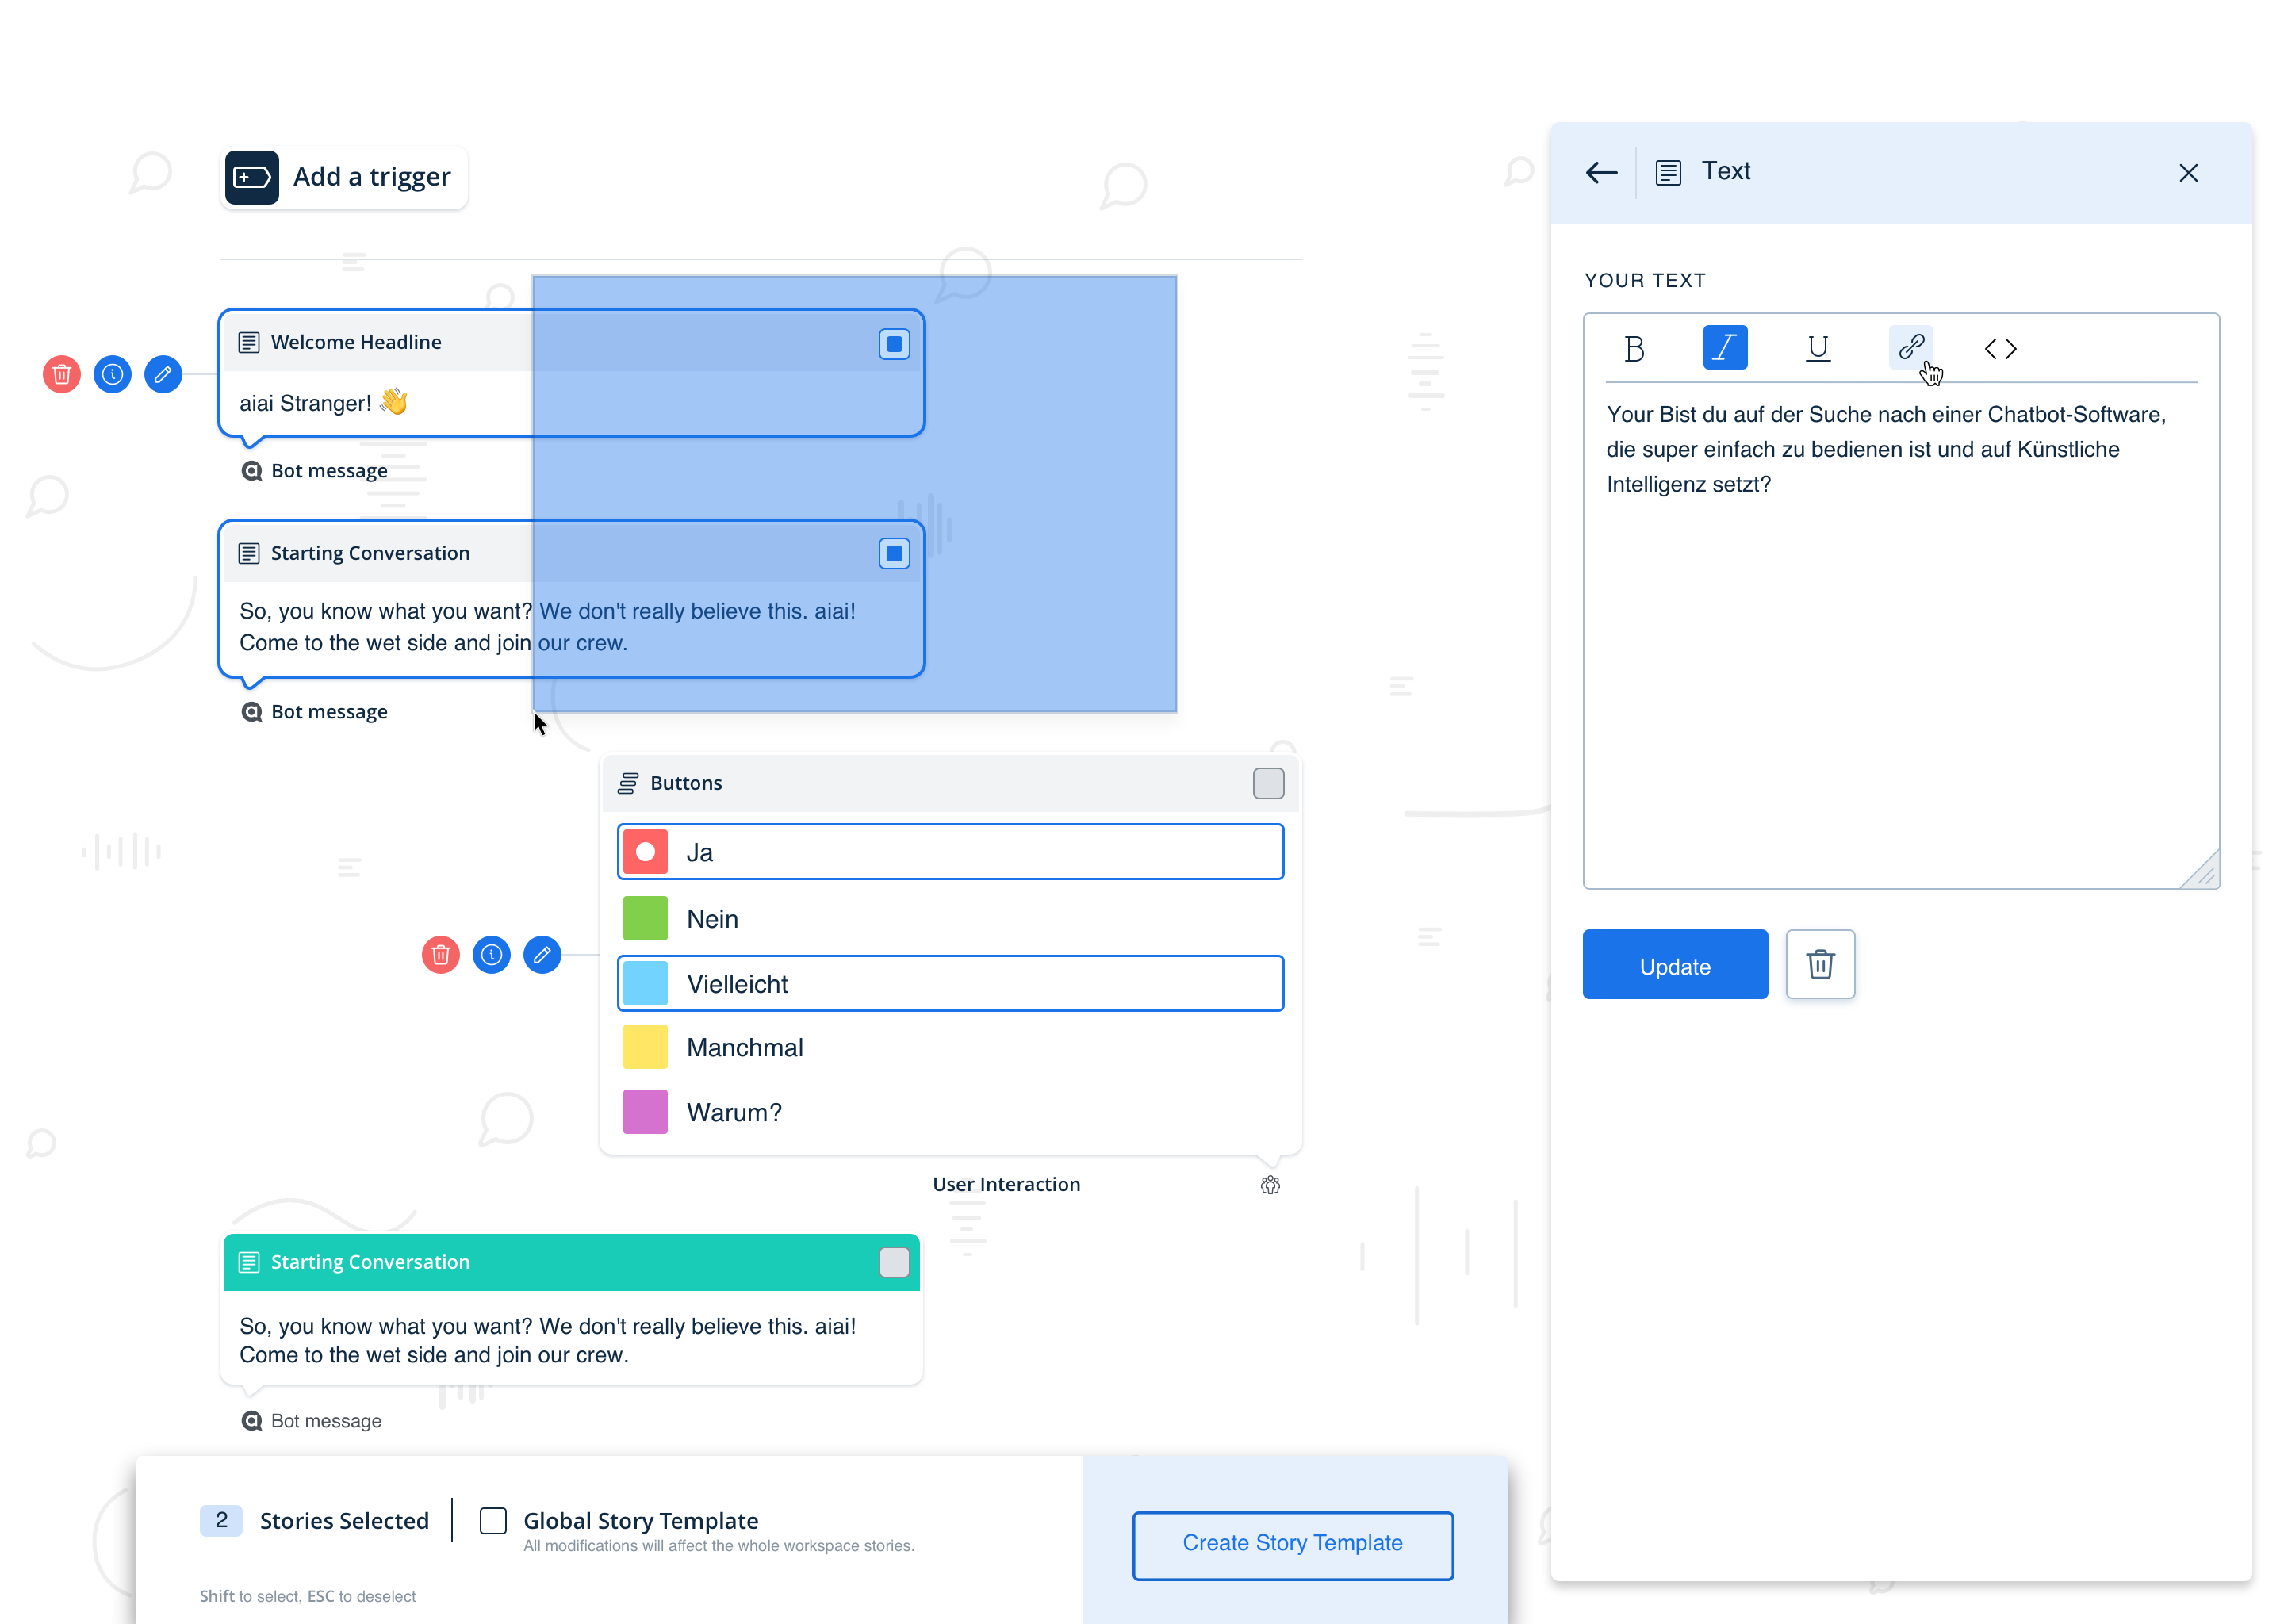 Add a trigger
Welcome Headline
aiai Stranger! 👋
Bot message
Starting Conversation
So, you know what you want? We don't really believe this. aiai!
Come to the wet side and join our crew.
Bot message
Buttons
Ja
Nein
Vielleicht
Manchmal
Warum?
User Interaction
Starting Conversation
So, you know what you want? We don't really believe this. aiai!
Come to the wet side and join our crew.
Bot message
2 Stories Selected
Global Story Template
All modifications will affect the whole workspace stories.
Shift to select, ESC to deselect
Create Story Template
Text
YOUR TEXT
B I U
Your Bist du auf der Suche nach einer Chatbot-Software,
die super einfach zu bedienen ist und auf Künstliche
Intelligenz setzt?
Update